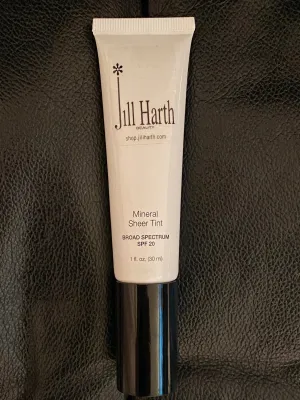 Jill Harth
BEAUTY
shop.jillharth.com
Mineral
Sheer Tint
BROAD SPECTRUM
SPF 20
1 fl. oz. (30 ml)